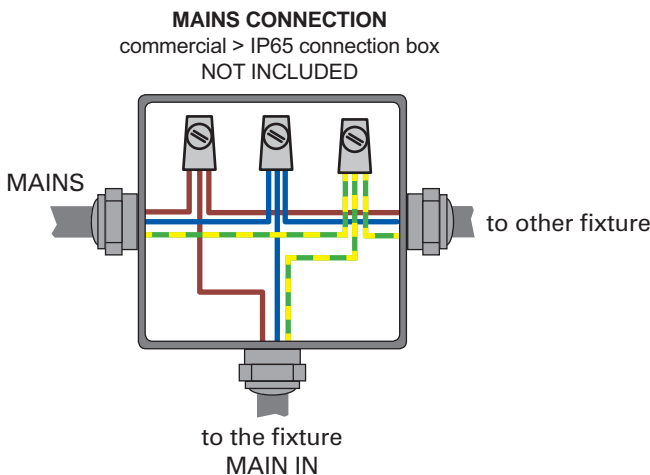 MAINS CONNECTION
commercial > IP65 connection box
NOT INCLUDED
MAINS
to other fixture
to the fixture
MAIN IN